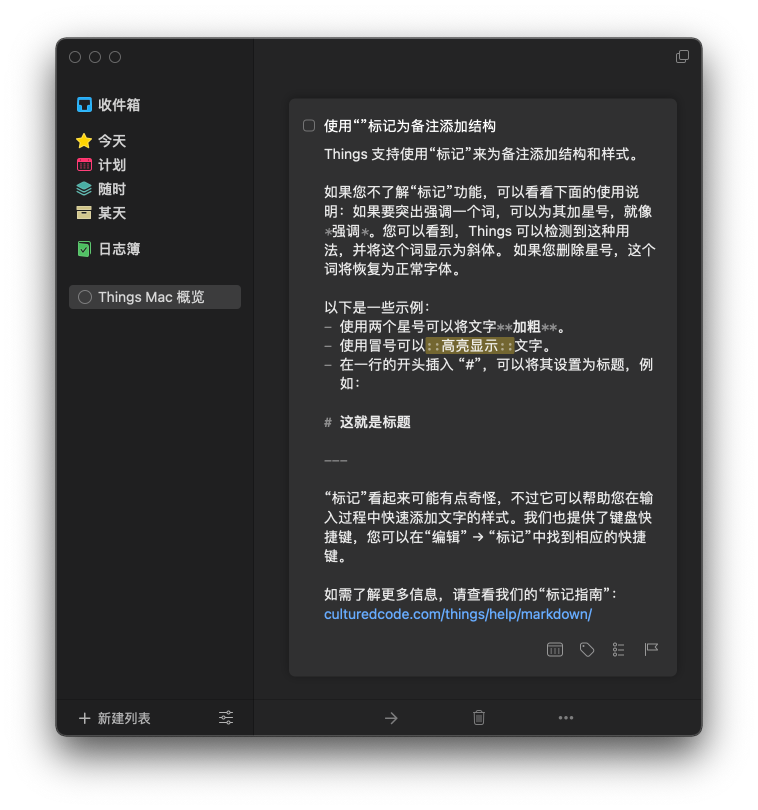 收件箱
今天
计划
随时
某天
日志簿
Things Mac 概览
新建列表
使用“”标记为备注添加结构
Things 支持使用“标记”来为备注添加结构和样式。
如果您不了解“标记”功能，可以看看下面的使用说
明：如果要突出强调一个词，可以为其加星号，就像
*强调*。您可以看到，Things 可以检测到这种用
法，并将这个词显示为斜体。 如果您删除星号，这个
词将恢复为正常字体。
以下是一些示例：
- 使用两个星号可以将文字**加粗**。
- 使用冒号可以::高亮显示::文字。
- 在一行的开头插入 “#”，可以将其设置为标题，例
如：
# 这就是标题
---
“标记”看起来可能有点奇怪，不过它可以帮助您在输
入过程中快速添加文字的样式。我们也提供了键盘快
捷键，您可以在“编辑” → “标记”中找到相应的快捷
键。
如需了解更多信息，请查看我们的“标记指南”：
culturedcode.com/things/help/markdown/